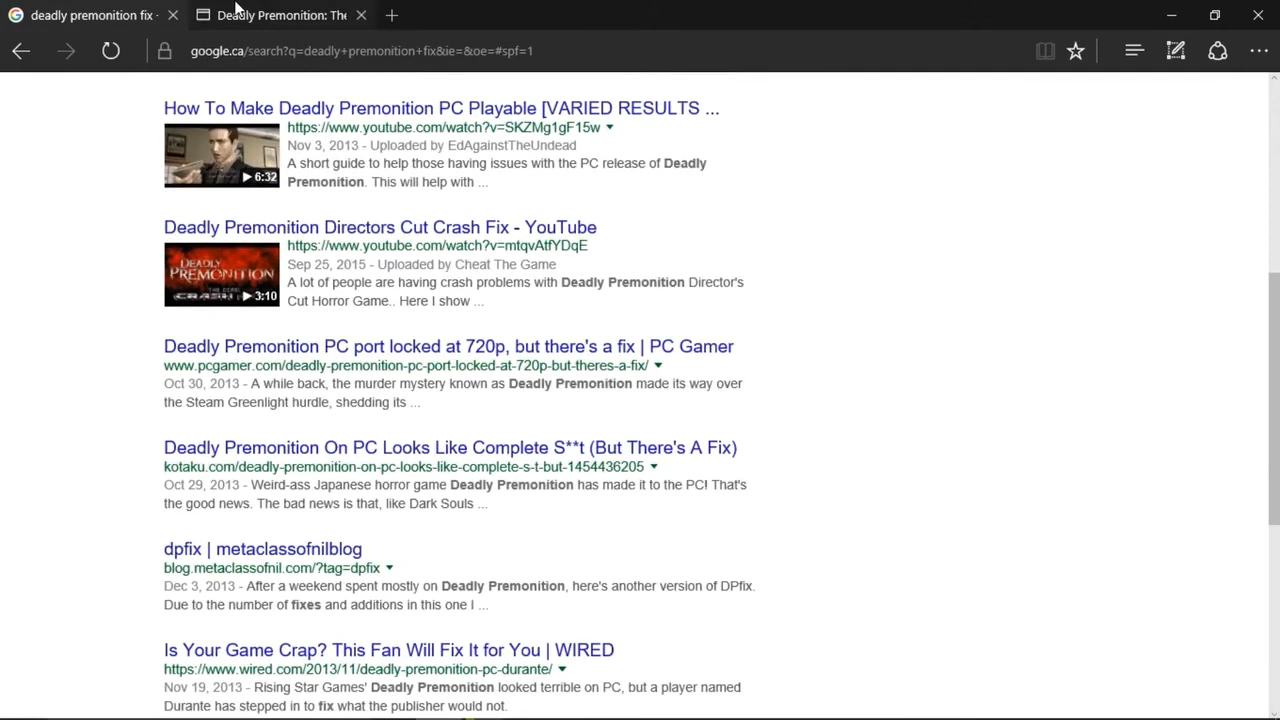 deadly premonition fix -
Deadly Premonition: The
google.ca/search?q=deadly+premonition+fix&ie=&oe=#spf=1
How To Make Deadly Premonition PC Playable [VARIED RESULTS ...
https://www.youtube.com/watch?v=SKZMg1gF15w
6:32
Nov 3, 2013 - Uploaded by EdAgainstTheUndead
A short guide to help those having issues with the PC release of Deadly
Premonition. This will help with ...
Deadly Premonition Directors Cut Crash Fix - YouTube
https://www.youtube.com/watch?v=mtqvAtfYDqE
DEADLY
PREMONITION
3:10
Sep 25, 2015 - Uploaded by Cheat The Game
A lot of people are having crash problems with Deadly Premonition Director's
Cut Horror Game.. Here I show ...
Deadly Premonition PC port locked at 720p, but there's a fix | PC Gamer
www.pcgamer.com/deadly-premonition-pc-port-locked-at-720p-but-theres-a-fix/
Oct 30, 2013 - A while back, the murder mystery known as Deadly Premonition made its way over
the Steam Greenlight hurdle, shedding its ...
Deadly Premonition On PC Looks Like Complete S**t (But There's A Fix)
kotaku.com/deadly-premonition-on-pc-looks-like-complete-s-t-but-1454436205
Oct 29, 2013 - Weird-ass Japanese horror game Deadly Premonition has made it to the PC! That's
the good news. The bad news is that, like Dark Souls ...
dpfix | metaclassofnilblog
blog.metaclassofnil.com/?tag=dpfix
Dec 3, 2013 - After a weekend spent mostly on Deadly Premonition, here's another version of DPfix.
Due to the number of fixes and additions in this one I ...
Is Your Game Crap? This Fan Will Fix It for You | WIRED
https://www.wired.com/2013/11/deadly-premonition-pc-durante/
Nov 19, 2013 - Rising Star Games' Deadly Premonition looked terrible on PC, but a player named
Durante has stepped in to fix what the publisher would not.